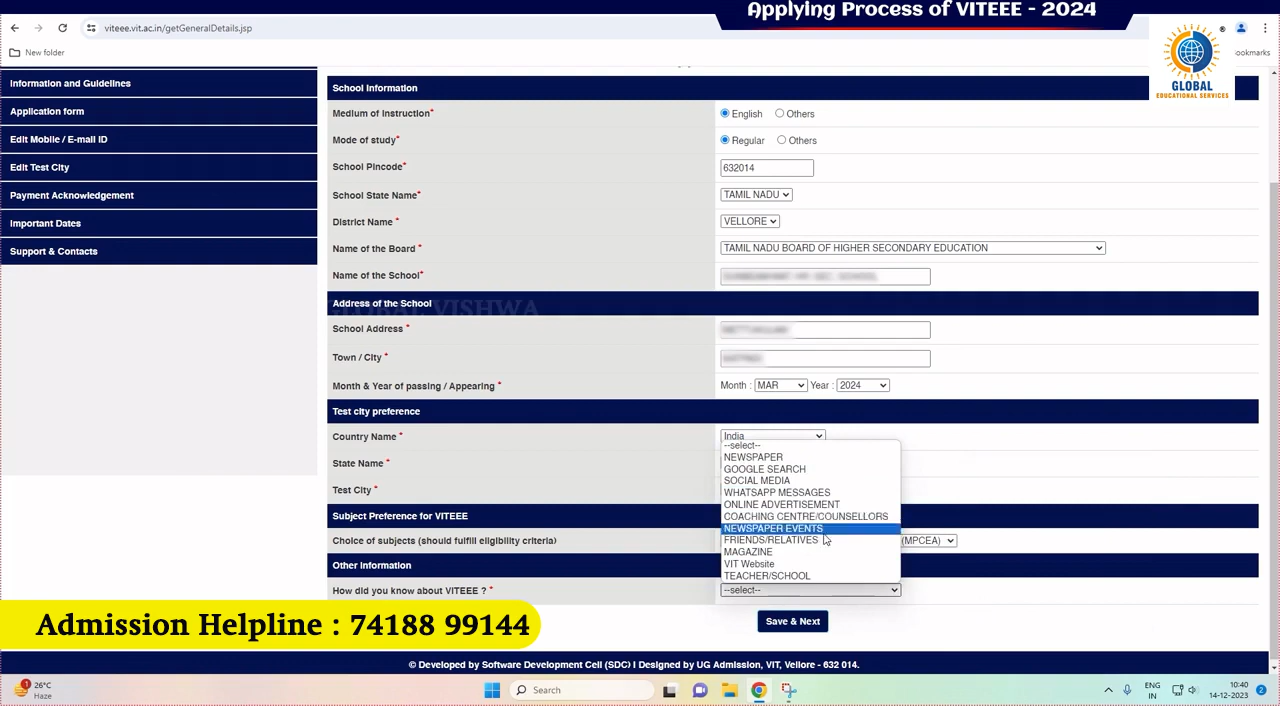 Applying Process of VITEEE - 2024
viteee.vit.ac.in/getGeneralDetails.jsp
New folder
ookmarks
GLOBAL
EDUCATIONAL SERVICES
®
Information and Guidelines
Application form
Edit Mobile / E-mail ID
Edit Test City
Payment Acknowledgement
Important Dates
Support & Contacts
School Information
Medium of instruction* English Others
Mode of study* Regular Others
School Pincode* 632014
School State Name* TAMIL NADU
District Name * VELLORE
Name of the Board * TAMIL NADU BOARD OF HIGHER SECONDARY EDUCATION
Name of the School*
Address of the School
GLOBAL VISHWA
School Address *
Town / City *
Month & Year of passing / Appearing * Month : MAR Year : 2024
Test city preference
Country Name * India
State Name *
Test City *
Subject Preference for VITEEE
Choice of subjects (should fulfill eligibility criteria) (MPCEA)
Other Information
How did you know about VITEEE ? * --select--
--select--
NEWSPAPER
GOOGLE SEARCH
SOCIAL MEDIA
WHATSAPP MESSAGES
ONLINE ADVERTISEMENT
COACHING CENTRE/COUNSELLORS
NEWSPAPER EVENTS
FRIENDS/RELATIVES
MAGAZINE
VIT Website
TEACHER/SCHOOL
Save & Next
Admission Helpline : 74188 99144
© Developed by Software Development Cell (SDC) I Designed by UG Admission, VIT, Vellore - 632 014.
1
26°C
Haze
Search
ENG
IN
10:40
14-12-2023
2